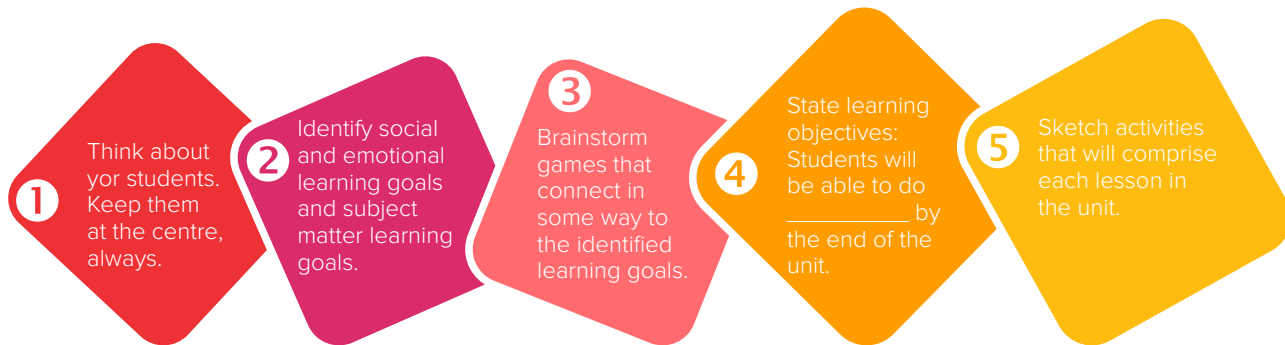 1
Think about
yor students.
Keep them
at the centre,
always.
2
Identify social
and emotional
learning goals
and subject
matter learning
goals.
3
Brainstorm
games that
connect in
some way to
the identified
learning goals.
4
State learning
objectives:
Students will
be able to do
__________ by
the end of the
unit.
5
Sketch activities
that will comprise
each lesson in
the unit.